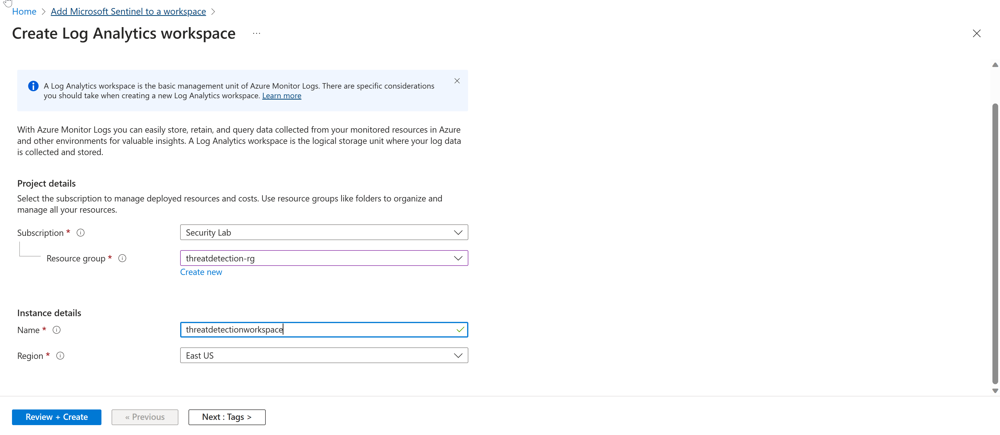 Home > Add Microsoft Sentinel to a workspace >
Create Log Analytics workspace ...
A Log Analytics workspace is the basic management unit of Azure Monitor Logs. There are specific considerations
you should take when creating a new Log Analytics workspace. Learn more
With Azure Monitor Logs you can easily store, retain, and query data collected from your monitored resources in Azure
and other environments for valuable insights. A Log Analytics workspace is the logical storage unit where your log data
is collected and stored.
Project details
Select the subscription to manage deployed resources and costs. Use resource groups like folders to organize and
manage all your resources.
Subscription * Security Lab
Resource group * threatdetection-rg
Create new
Instance details
Name * threatdetectionworkspace
Region * East US
Review + Create « Previous Next : Tags >